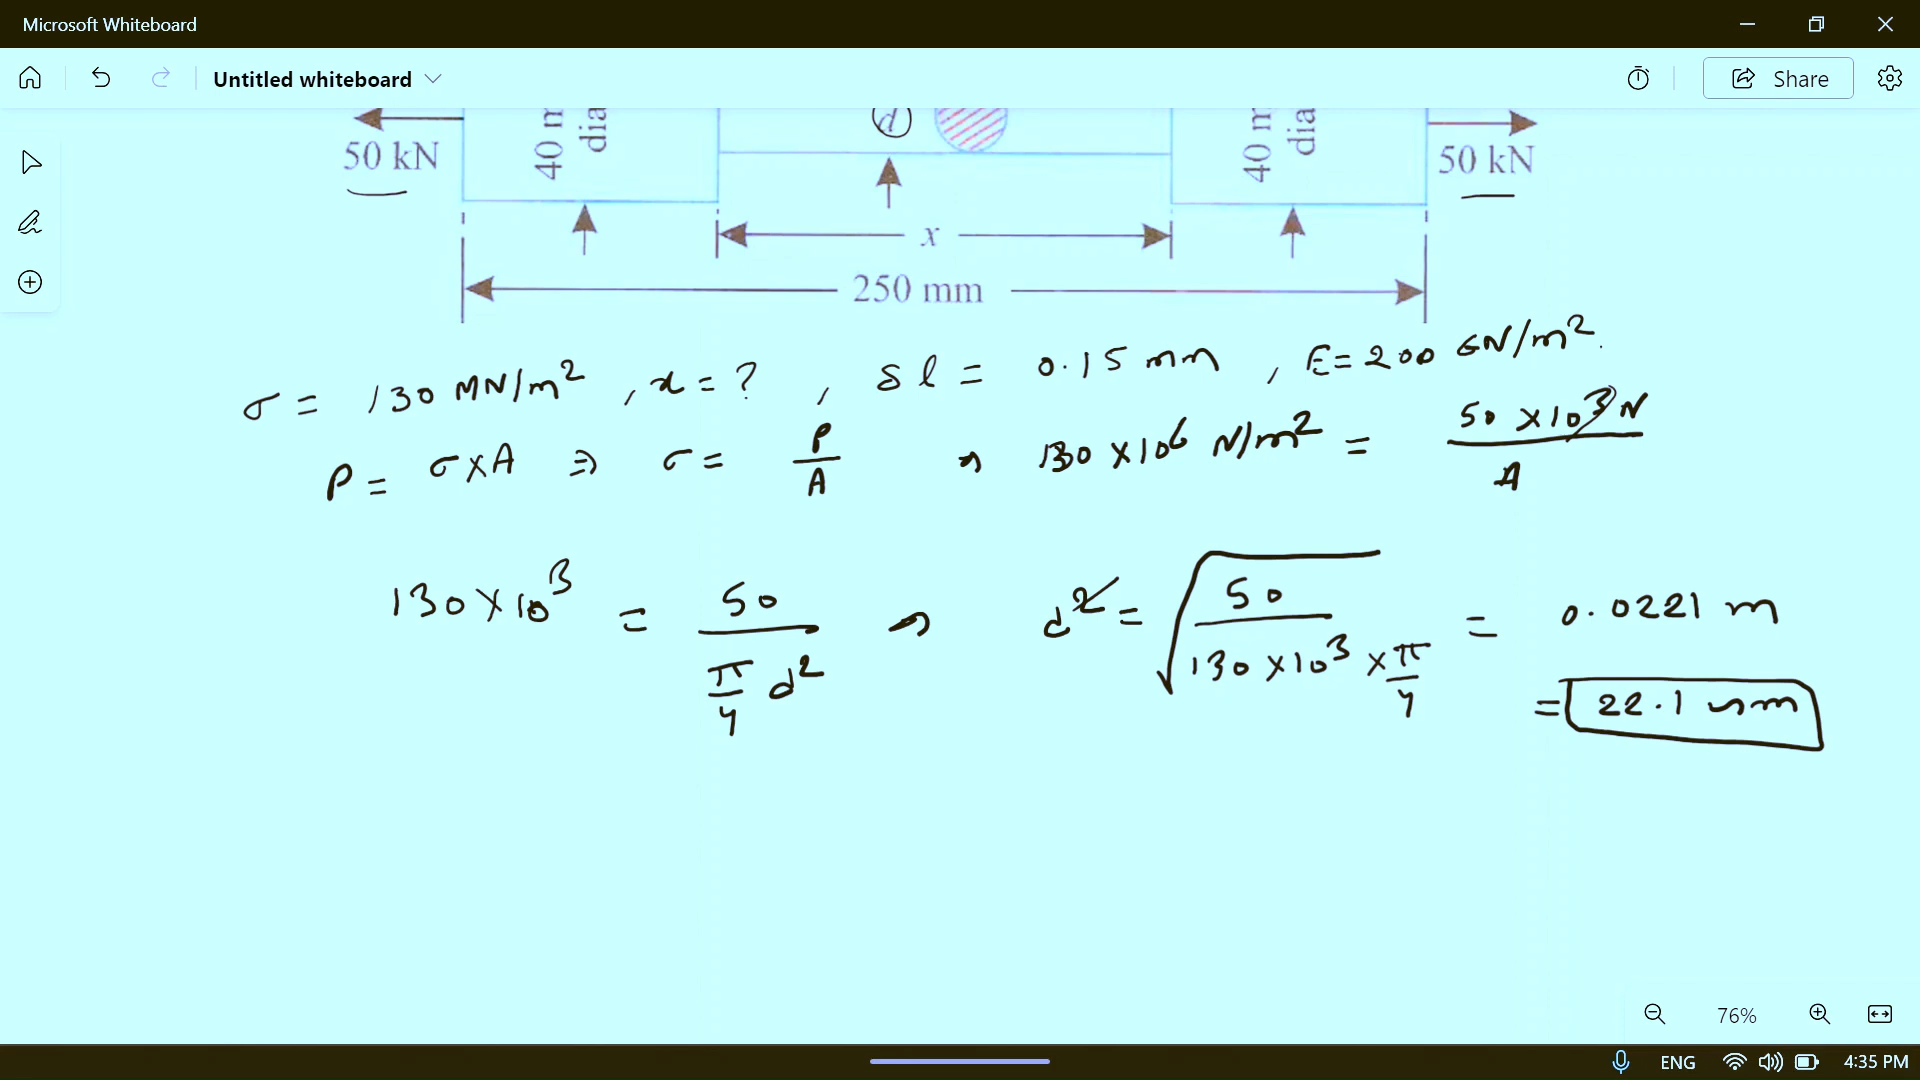 Microsoft Whiteboard
Untitled whiteboard
Share
50 kN
40 m
dia
d
40 m
dia
50 kN
x
250 mm
σ = 130 MN/m², x = ?, δl = 0.15 mm, E = 200 GN/m².
P = σ×A ⇒ σ = P/A ⇒ 130×10⁶ N/m² = 50×10³ N/A
130×10³ = 50/(π/4 d²) ⇒ d² = √(50/(130×10³×π/4)) = 0.0221 m
= 22.1 mm
76%
ENG
4:35 PM